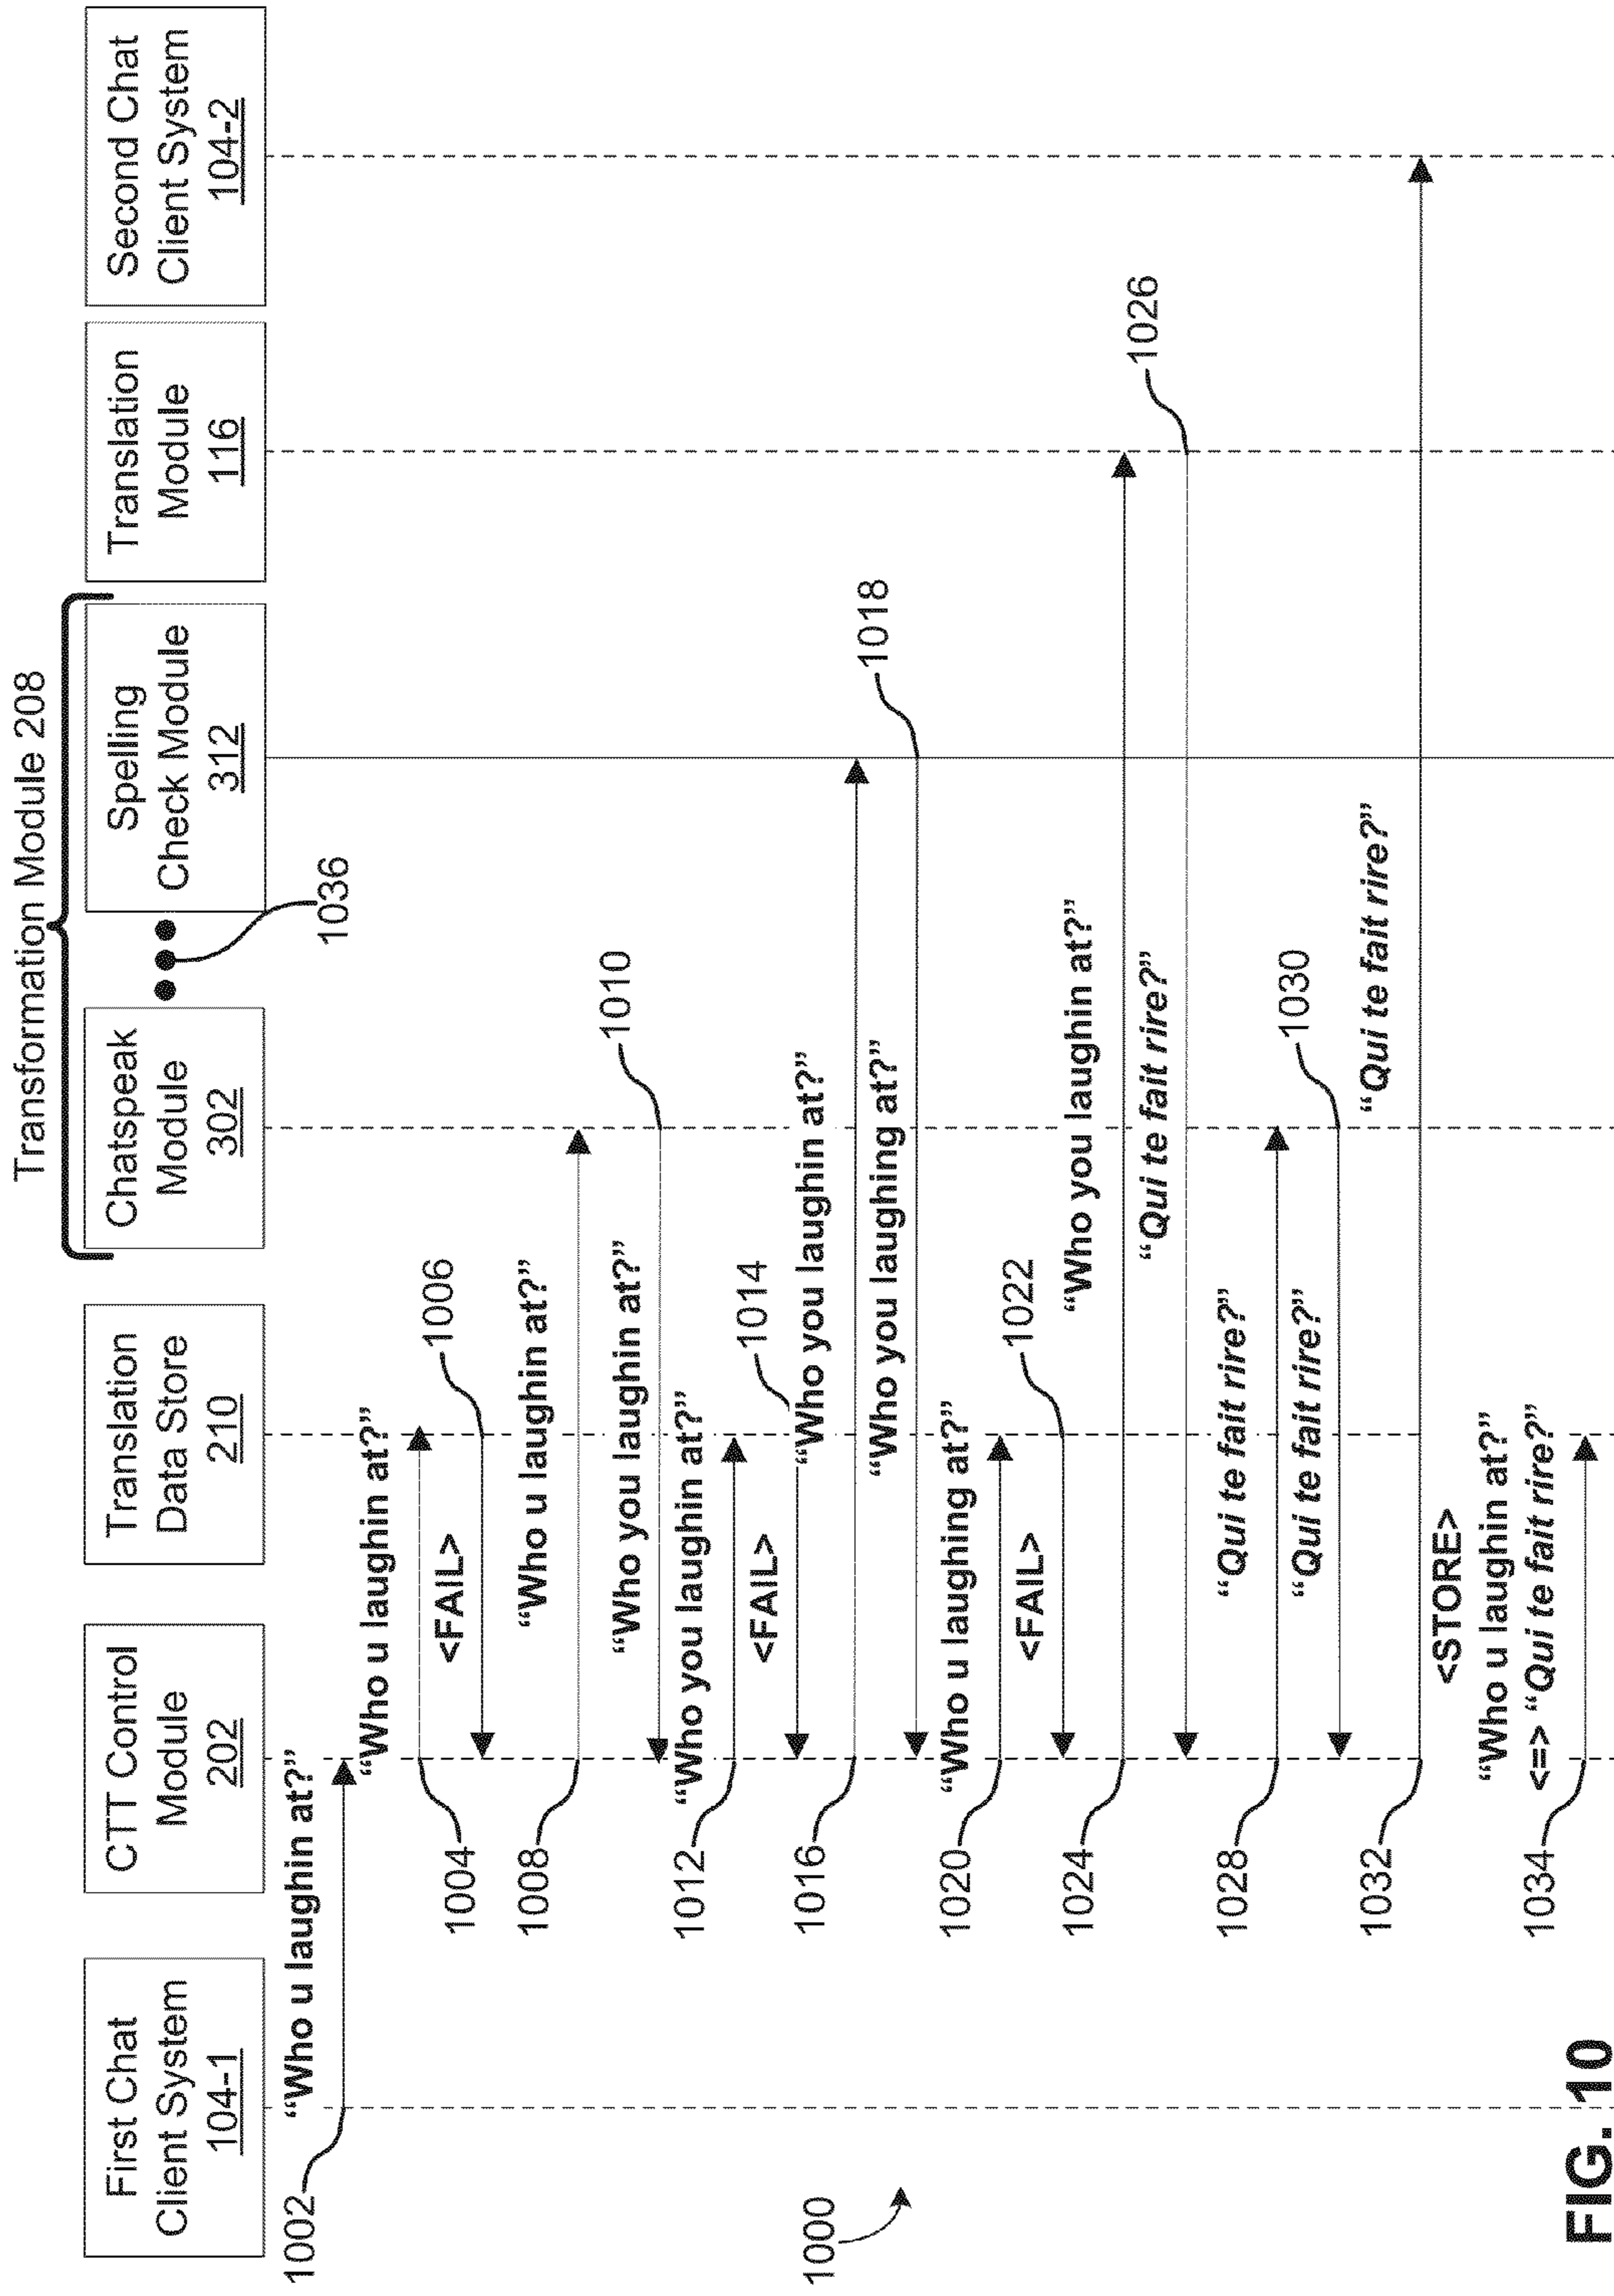 Transformation Module 208
First Chat
Client System
104-1
CTT Control
Module
202
Translation
Data Store
210
Chatspeak
Module
302
1036
Spelling
Check Module
312
Translation
Module
116
Second Chat
Client System
104-2
1002
“Who u laughin at?”
1004
“Who u laughin at?”
<FAIL>
1006
1008
“Who u laughin at?”
“Who you laughin at?”
1010
1012
“Who you laughin at?”
<FAIL>
1014
1016
“Who you laughin at?”
“Who you laughing at?”
1018
1020
“Who u laughing at?”
<FAIL>
1022
1024
“Who you laughin at?”
“Qui te fait rire?”
1026
1028
“Qui te fait rire?”
“Qui te fait rire?”
1030
1032
“Qui te fait rire?”
<STORE>
1034
“Who u laughin at?”
<=> “Qui te fait rire?”
1000
FIG. 10